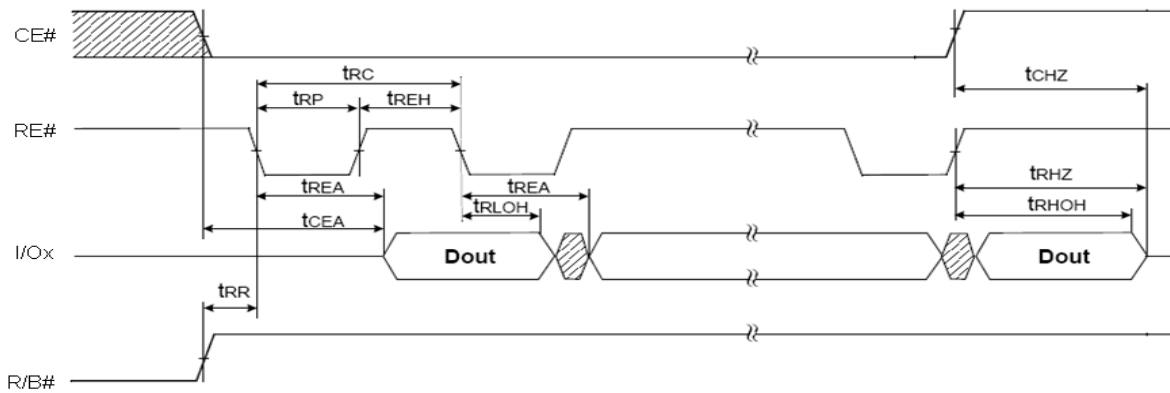 CE#
tRC
tCHZ
tRP
tREH
RE#
tREA
tREA
tRHZ
tRLOH
tRHOH
tCEA
I/Ox
Dout
Dout
tRR
R/B#